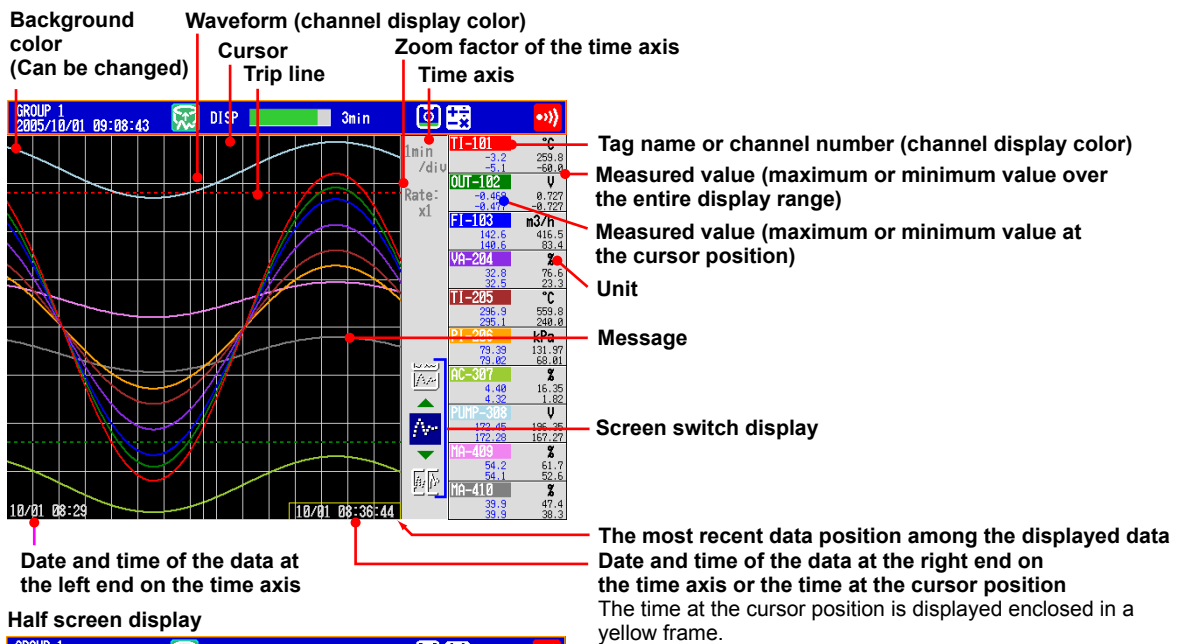 Background
color
(Can be changed)
Waveform (channel display color)
Cursor
Trip line
Zoom factor of the time axis
Time axis
GROUP 1
2005/10/01 09:08:43
DISP
3min
1min
/div
Rate:
x1
TI-101 °C
-3.2 259.8
-5.1 -60.0
OUT-102 V
-0.469 0.727
-0.477 -0.727
FI-103 m3/h
142.6 416.5
140.6 83.4
VA-204 %
32.8 76.6
32.5 23.3
TI-205 °C
296.9 559.8
295.1 240.0
PI-206 kPa
79.39 131.97
79.02 68.01
AC-307 %
4.40 16.35
4.32 1.82
PUMP-308 V
172.45 196.35
172.28 167.27
MA-409 %
54.2 61.7
54.1 52.6
MA-410 %
39.9 47.4
39.9 38.3
10/01 08:29
10/01 08:36:44
Tag name or channel number (channel display color)
Measured value (maximum or minimum value over
the entire display range)
Measured value (maximum or minimum value at
the cursor position)
Unit
Message
Screen switch display
The most recent data position among the displayed data
Date and time of the data at the right end on
the time axis or the time at the cursor position
The time at the cursor position is displayed enclosed in a
yellow frame.
Date and time of the data at
the left end on the time axis
Half screen display
GROUP 1